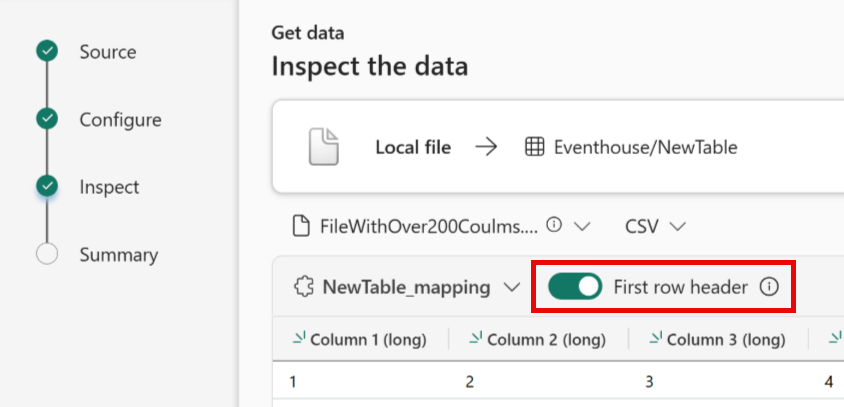 Source
Configure
Inspect
Summary
Get data
Inspect the data
Local file → Eventhouse/NewTable
FileWithOver200Coulms.... CSV
NewTable_mapping First row header
Column 1 (long) Column 2 (long) Column 3 (long)
1 2 3 4